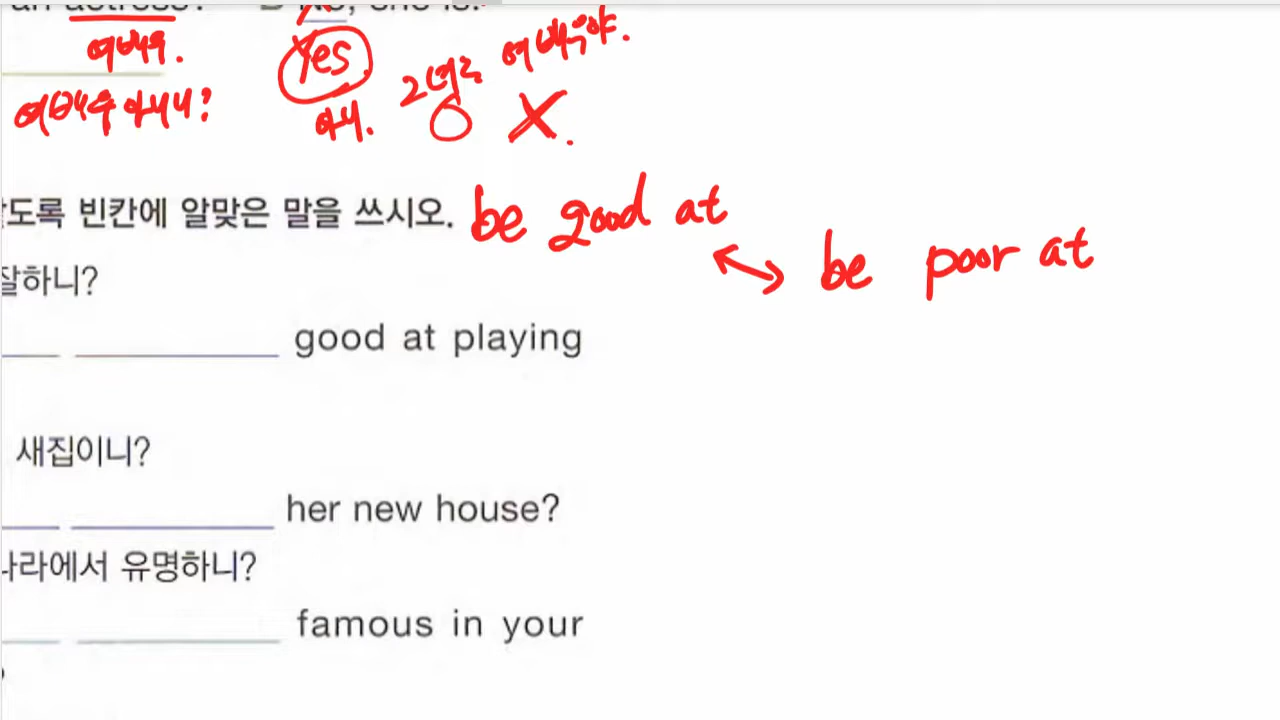 an actress? B No, she is.
여배우. Yes 그녀는 여배우야.
여배우 아니니? 아니. O X.
도록 빈칸에 알맞은 말을 쓰시오. be good at ↔ be poor at
잘하니?
good at playing
새집이니?
her new house?
나라에서 유명하니?
famous in your